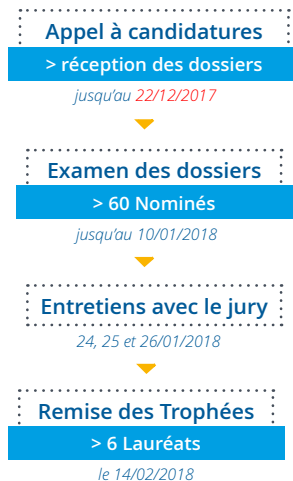 Appel à candidatures
> réception des dossiers
jusqu'au 22/12/2017
Examen des dossiers
> 60 Nominés
jusqu'au 10/01/2018
Entretiens avec le jury
24, 25 et 26/01/2018
Remise des Trophées
> 6 Lauréats
le 14/02/2018